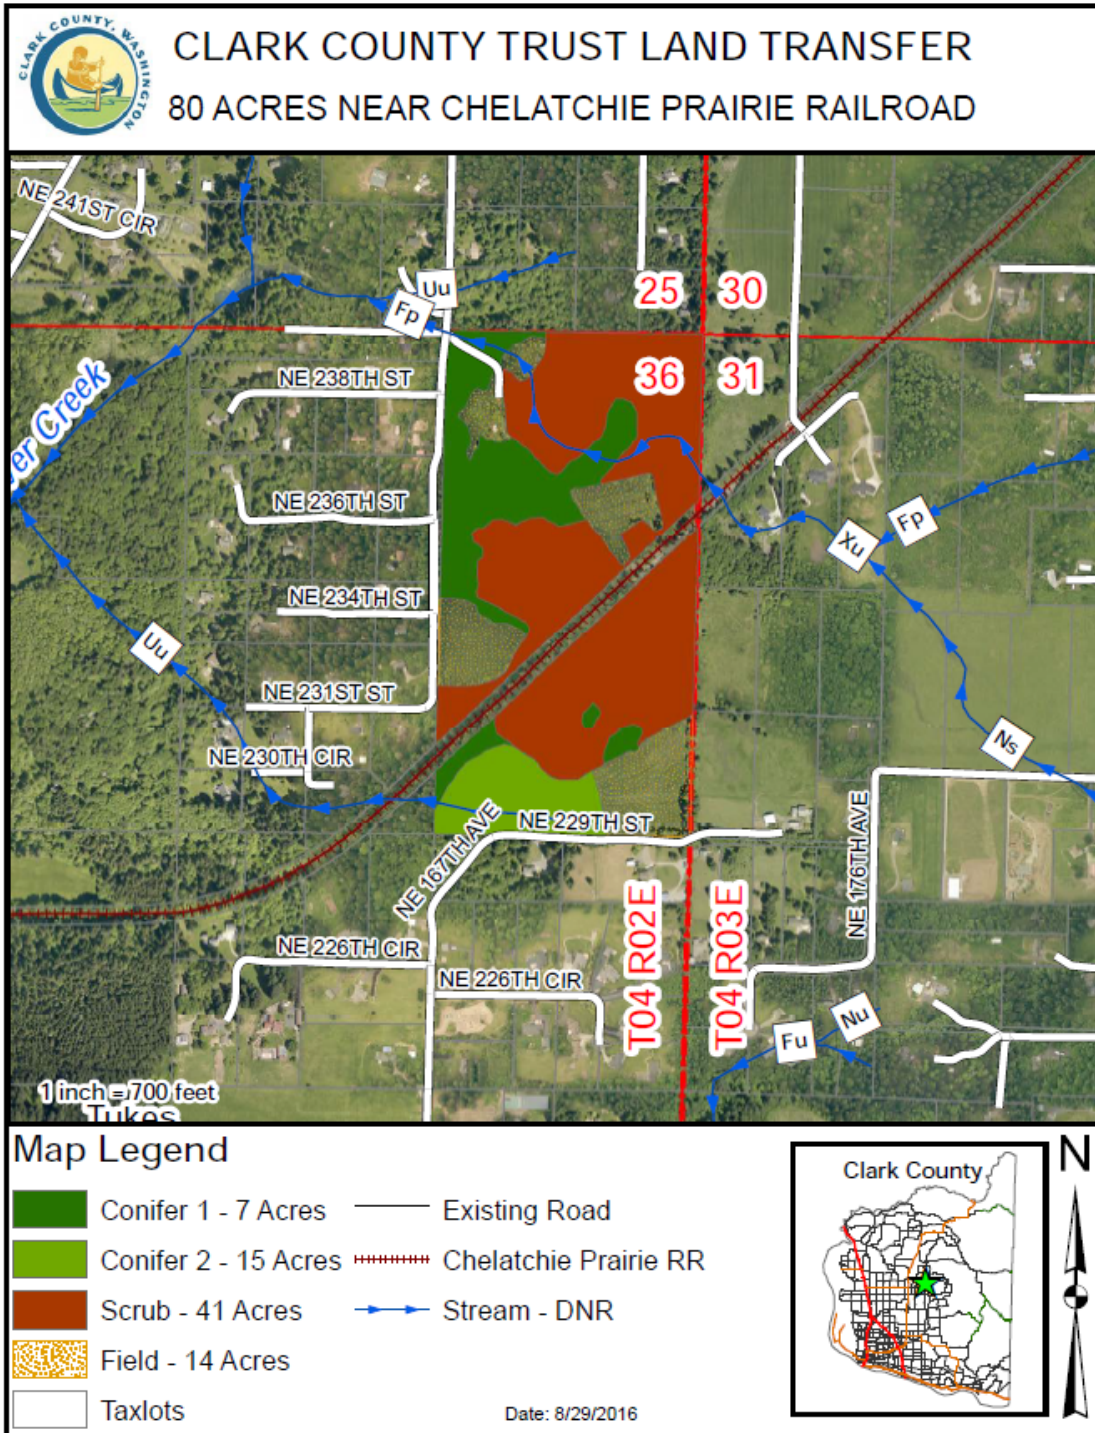 CLARK COUNTY, WASHINGTON
CLARK COUNTY TRUST LAND TRANSFER
80 ACRES NEAR CHELATCHIE PRAIRIE RAILROAD
NE 241ST CIR
Uu
Fp
25
30
36
31
NE 238TH ST
er Creek
NE 236TH ST
Fp
Xu
NE 234TH ST
Uu
NE 231ST ST
NE 230TH CIR
Ns
NE 229TH ST
NE 167TH AVE
NE 176TH AVE
T04 R02E
T04 R03E
NE 226TH CIR
NE 226TH CIR
Nu
Fu
1 inch = 700 feet
Tukes
Map Legend
Conifer 1 - 7 Acres
Existing Road
Conifer 2 - 15 Acres
Chelatchie Prairie RR
Scrub - 41 Acres
Stream - DNR
Field - 14 Acres
Taxlots
Date: 8/29/2016
Clark County
N